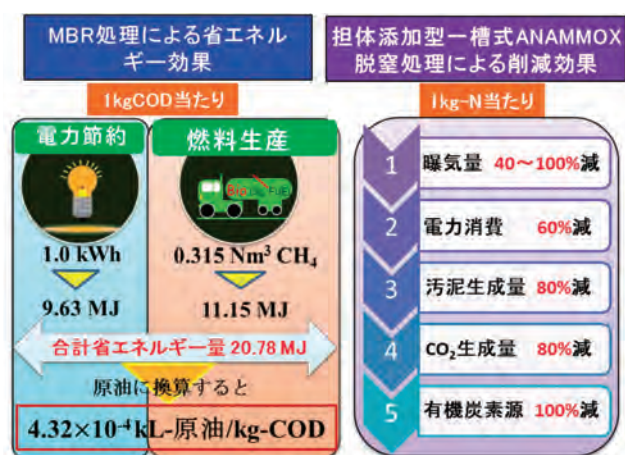 MBR処理による省エネル
ギー効果
1kgCOD当たり
電力節約
燃料生産
BIO FUEL
1.0 kWh
0.315 Nm³ CH₄
9.63 MJ
11.15 MJ
合計省エネルギー量 20.78 MJ
原油に換算すると
4.32×10⁻⁴ kL-原油/kg-COD
担体添加型一槽式ANAMMOX
脱窒処理による削減効果
1kg-N当たり
1 曝気量 40～100%減
2 電力消費 60%減
3 汚泥生成量 80%減
4 CO₂生成量 80%減
5 有機炭素源 100%減